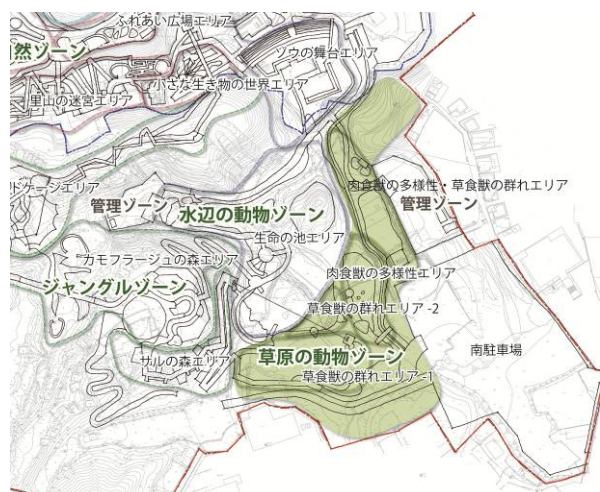 ふれあい広場エリア
ゾウの舞台エリア
然ゾーン
小さな生き物の世界エリア
里山の迷宮エリア
肉食獣の多様性・草食獣の群れエリア
ドケージエリア
管理ゾーン
管理ゾーン
水辺の動物ゾーン
生命の池エリア
カモフラージュの森エリア
肉食獣の多様性エリア
ジャングルゾーン
草食獣の群れエリア -2
サルの森エリア
草原の動物ゾーン
南駐車場
草食獣の群れエリア -1